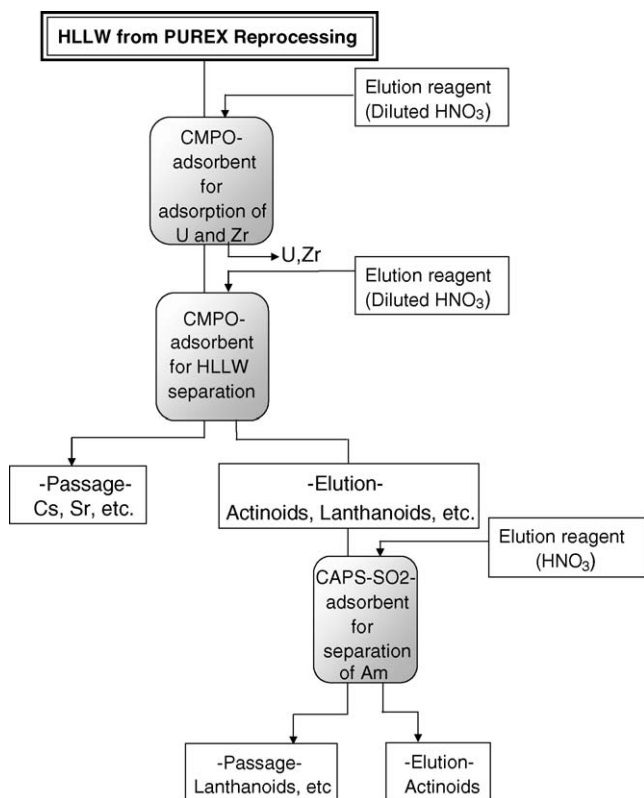 HLLW from PUREX Reprocessing
Elution reagent
(Diluted HNO₃)
CMPO-
adsorbent
for
adsorption of
U and Zr
U,Zr
Elution reagent
(Diluted HNO₃)
CMPO-
adsorbent
for HLLW
separation
-Passage-
Cs, Sr, etc.
-Elution-
Actinoids, Lanthanoids, etc.
Elution reagent
(HNO₃)
CAPS-SO2-
adsorbent
for
separation
of Am
-Passage-
Lanthanoids, etc
-Elution-
Actinoids